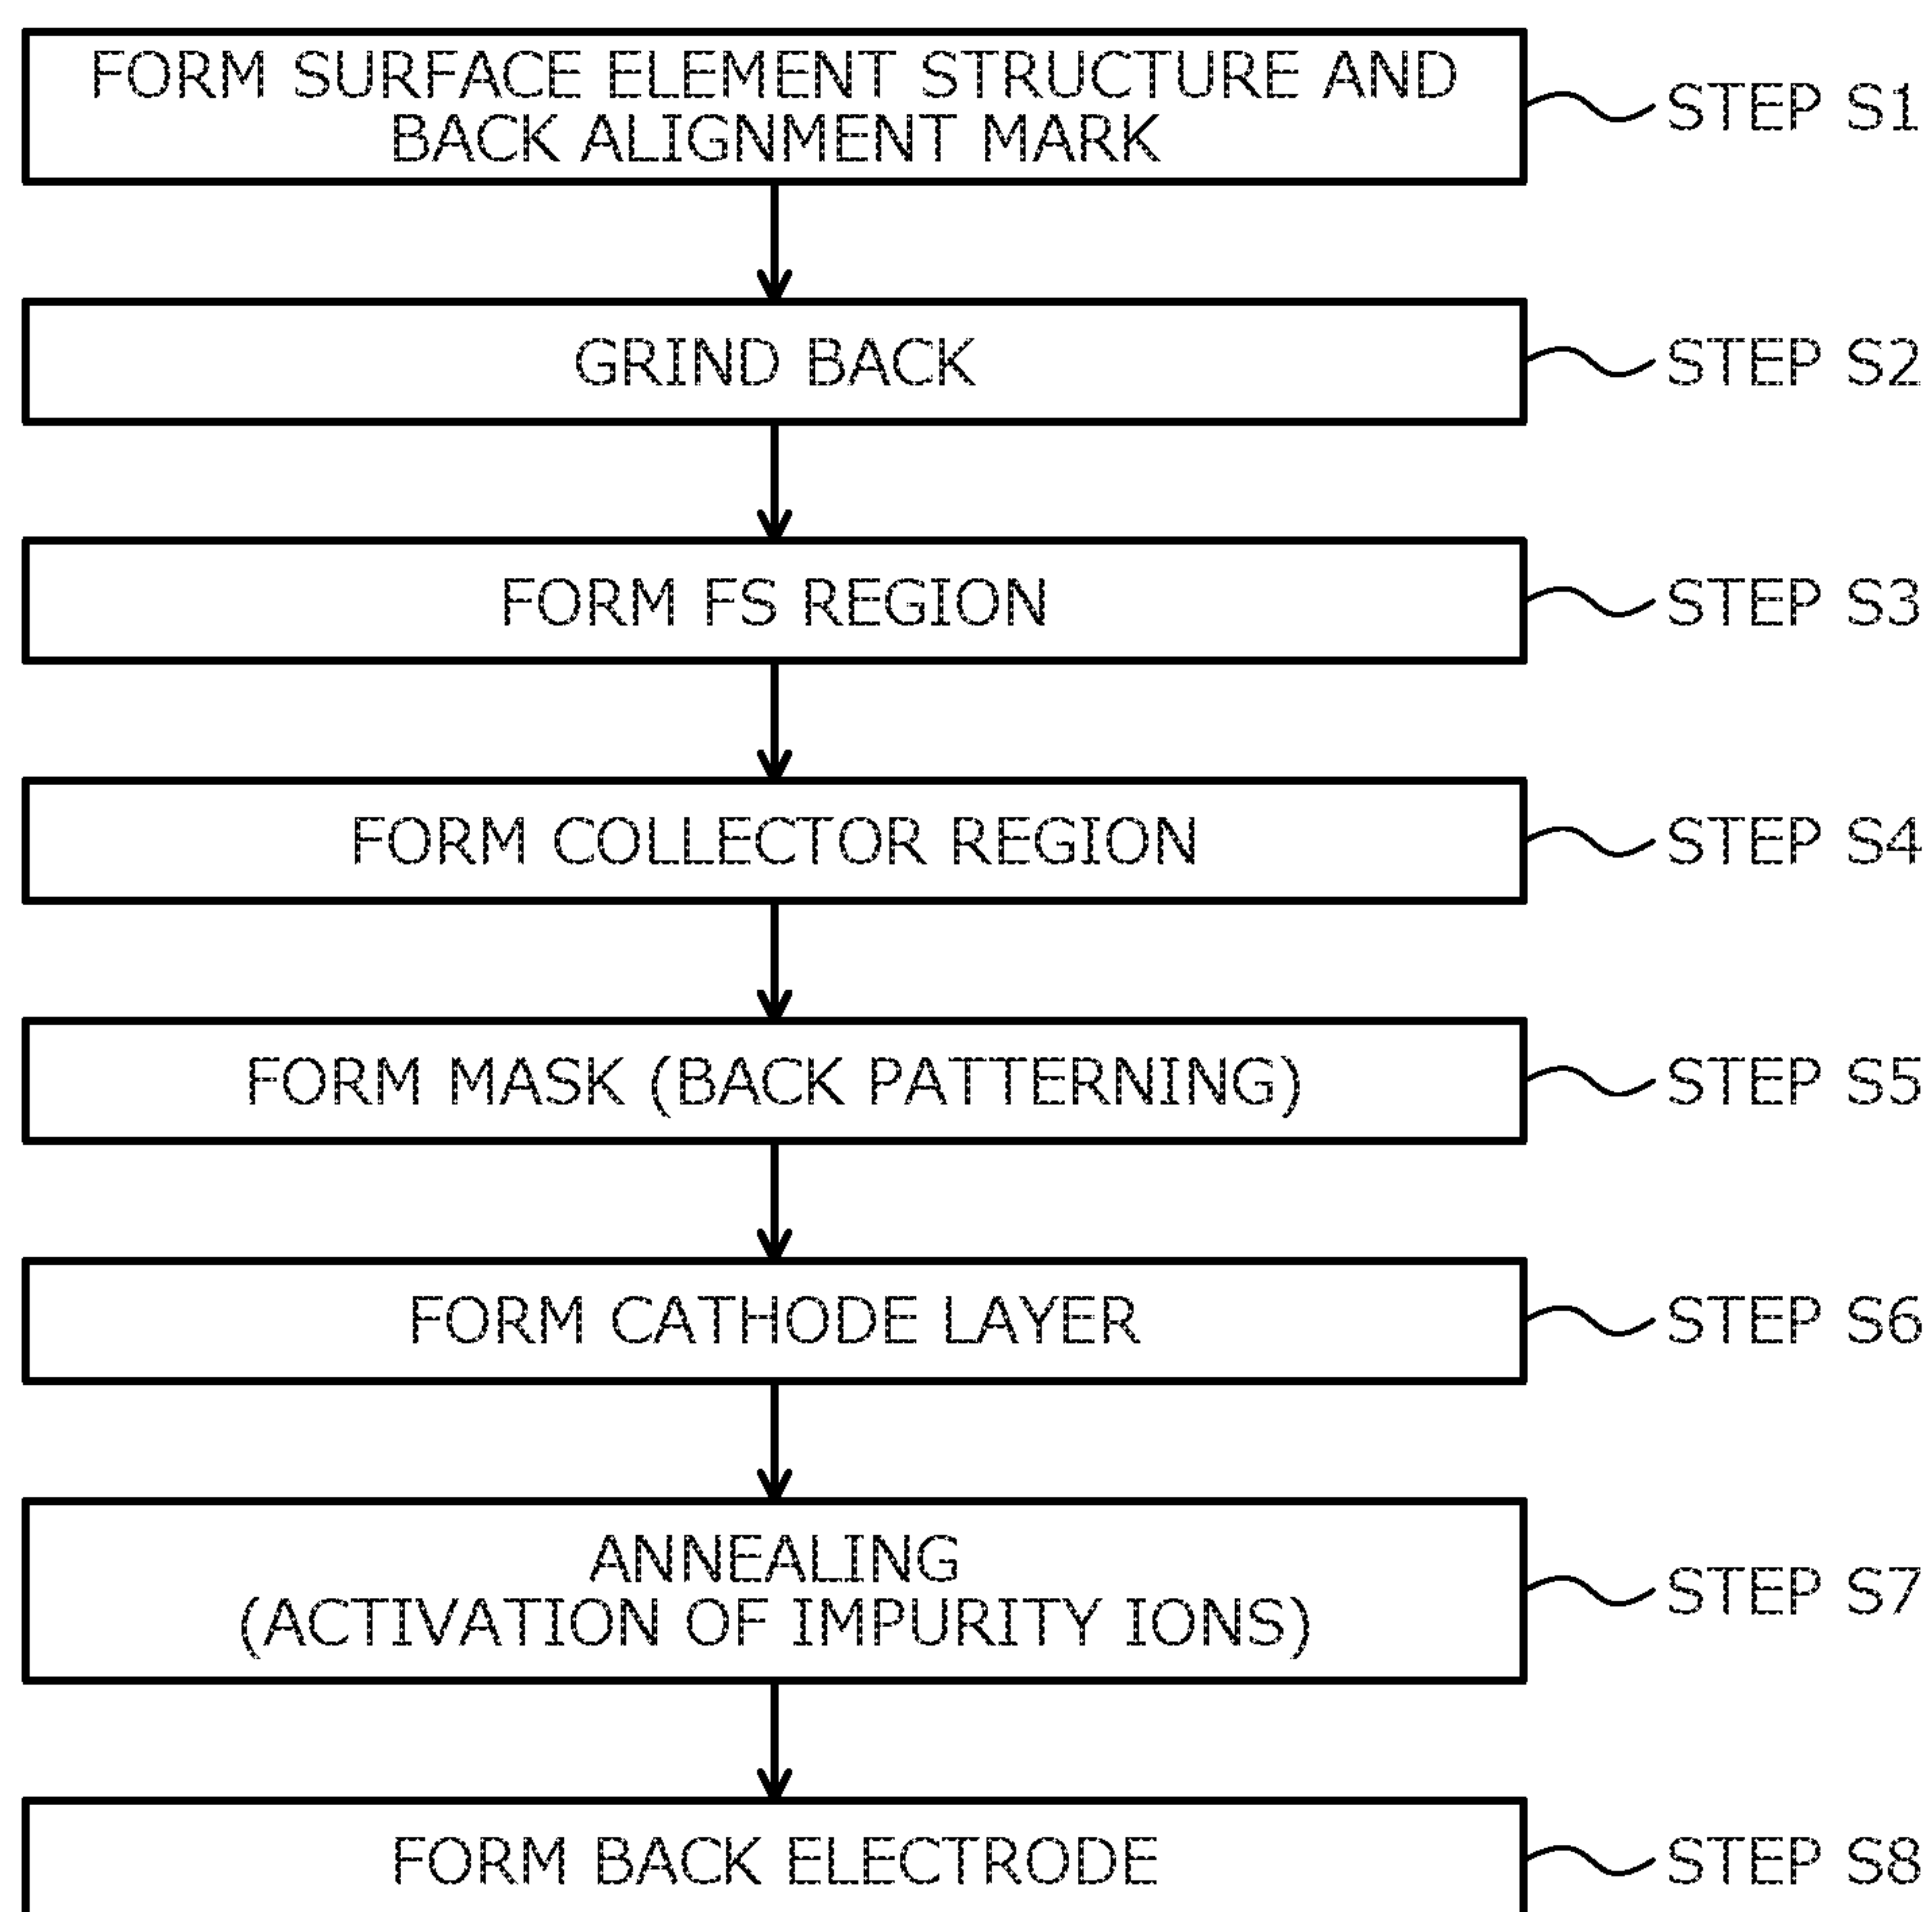 FORM SURFACE ELEMENT STRUCTURE AND
BACK ALIGNMENT MARK
STEP S1
GRIND BACK
STEP S2
FORM FS REGION
STEP S3
FORM COLLECTOR REGION
STEP S4
FORM MASK (BACK PATTERNING)
STEP S5
FORM CATHODE LAYER
STEP S6
ANNEALING
(ACTIVATION OF IMPURITY IONS)
STEP S7
FORM BACK ELECTRODE
STEP S8